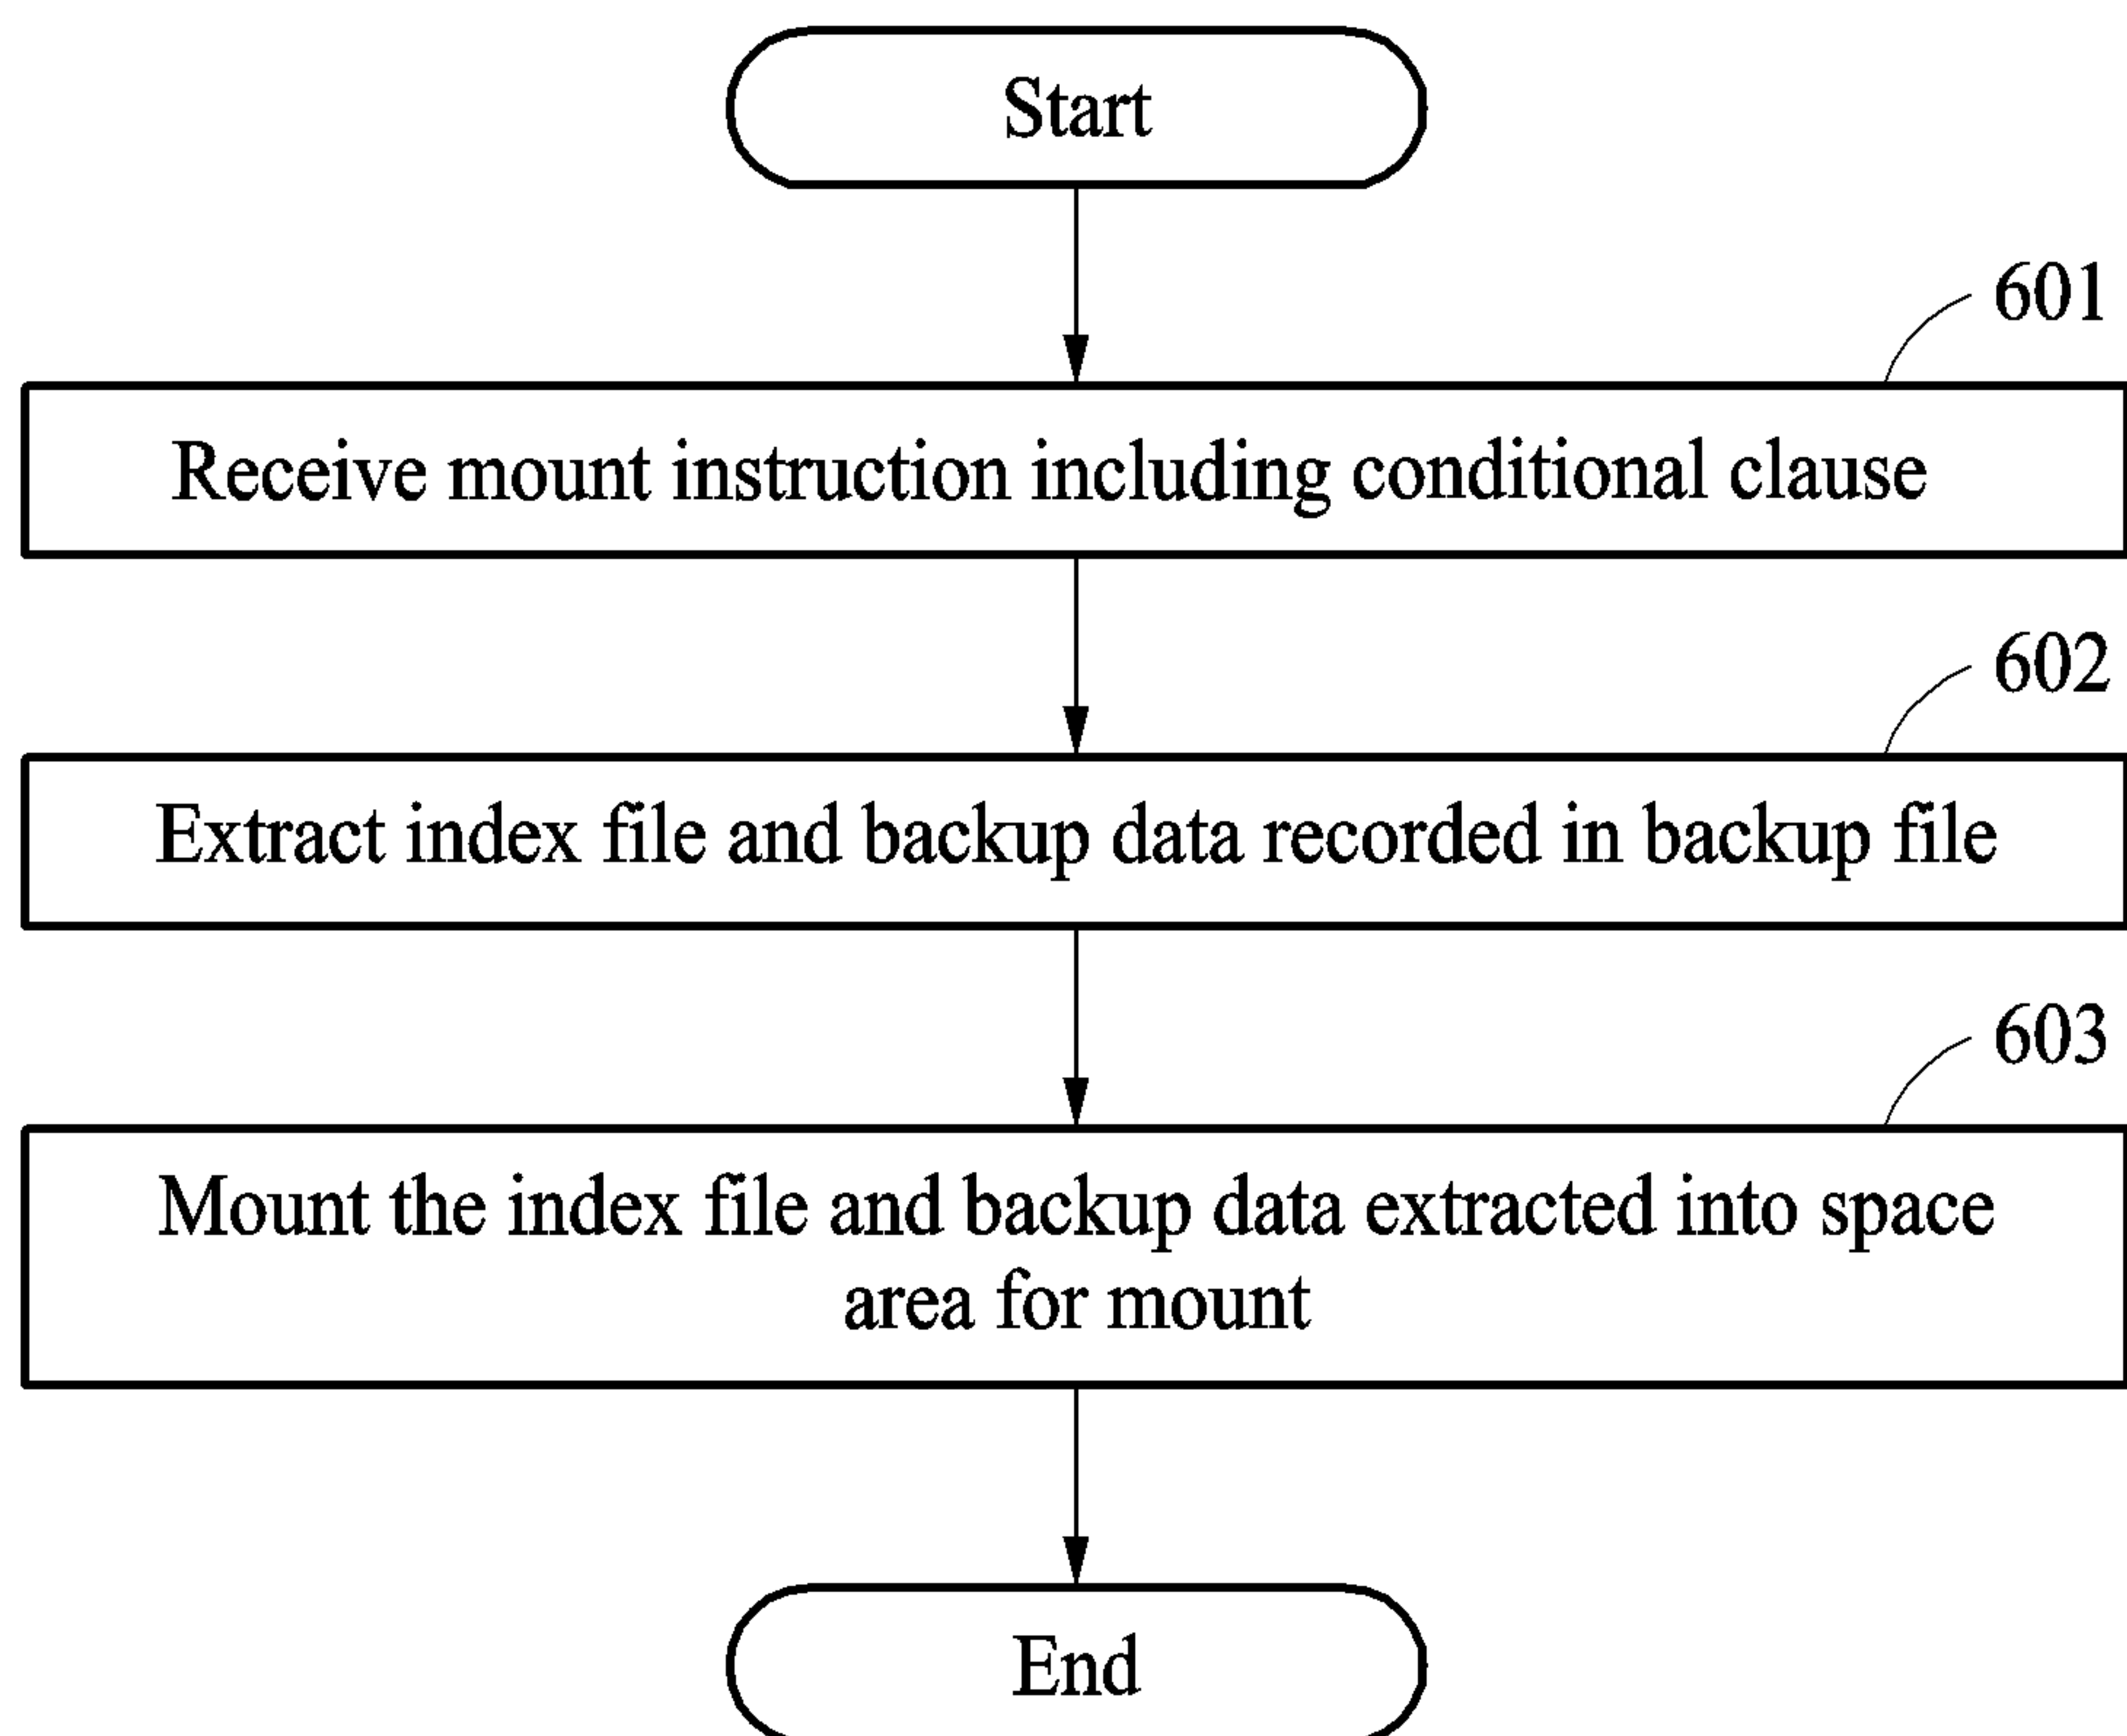 Start
601
Receive mount instruction including conditional clause
602
Extract index file and backup data recorded in backup file
603
Mount the index file and backup data extracted into space
area for mount
End